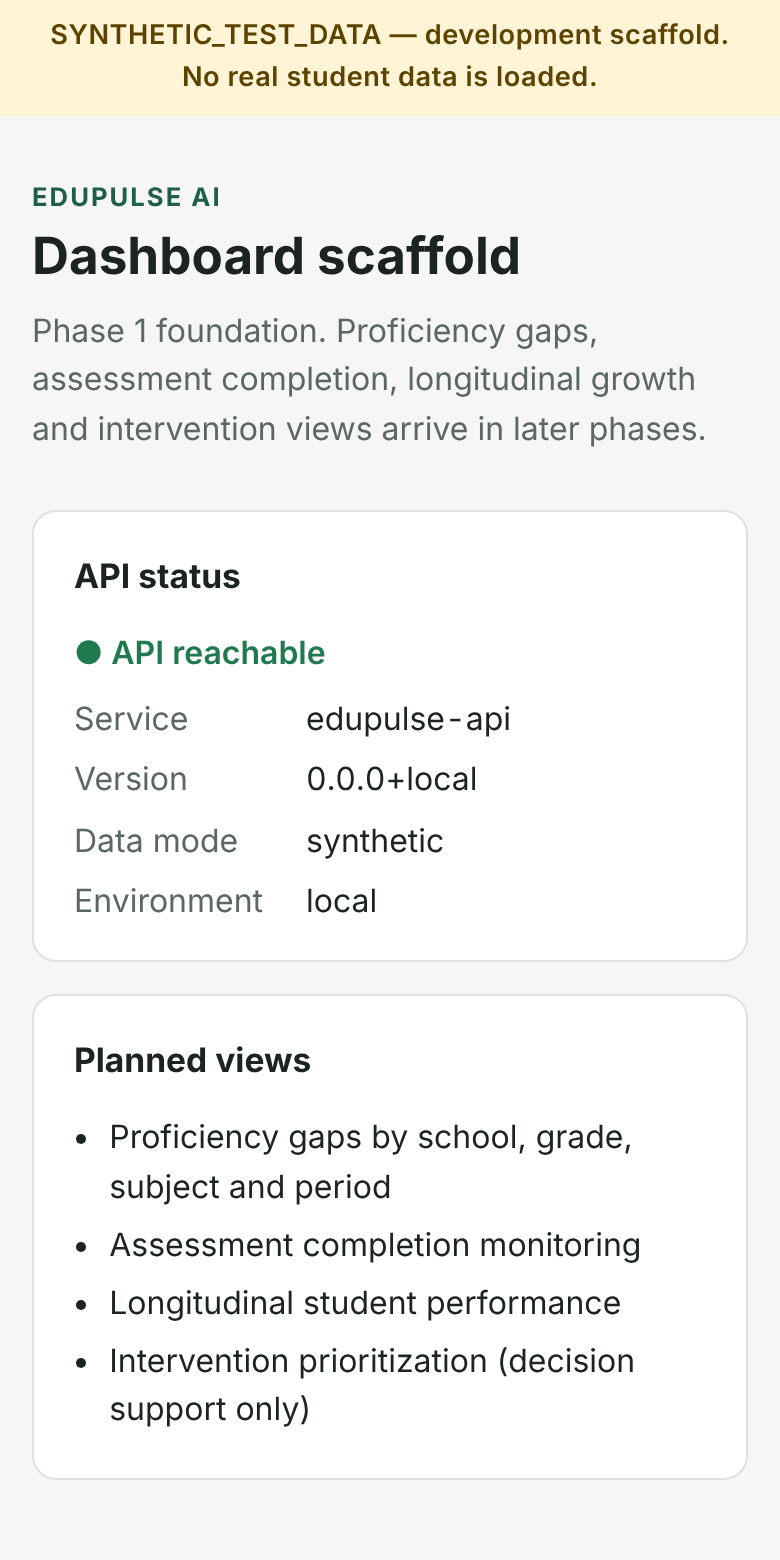 SYNTHETIC_TEST_DATA — development scaffold.
No real student data is loaded.
EDUPULSE AI
Dashboard scaffold
Phase 1 foundation. Proficiency gaps,
assessment completion, longitudinal growth
and intervention views arrive in later phases.
API status
● API reachable
Service edupulse-api
Version 0.0.0+local
Data mode synthetic
Environment local
Planned views
• Proficiency gaps by school, grade,
subject and period
• Assessment completion monitoring
• Longitudinal student performance
• Intervention prioritization (decision
support only)